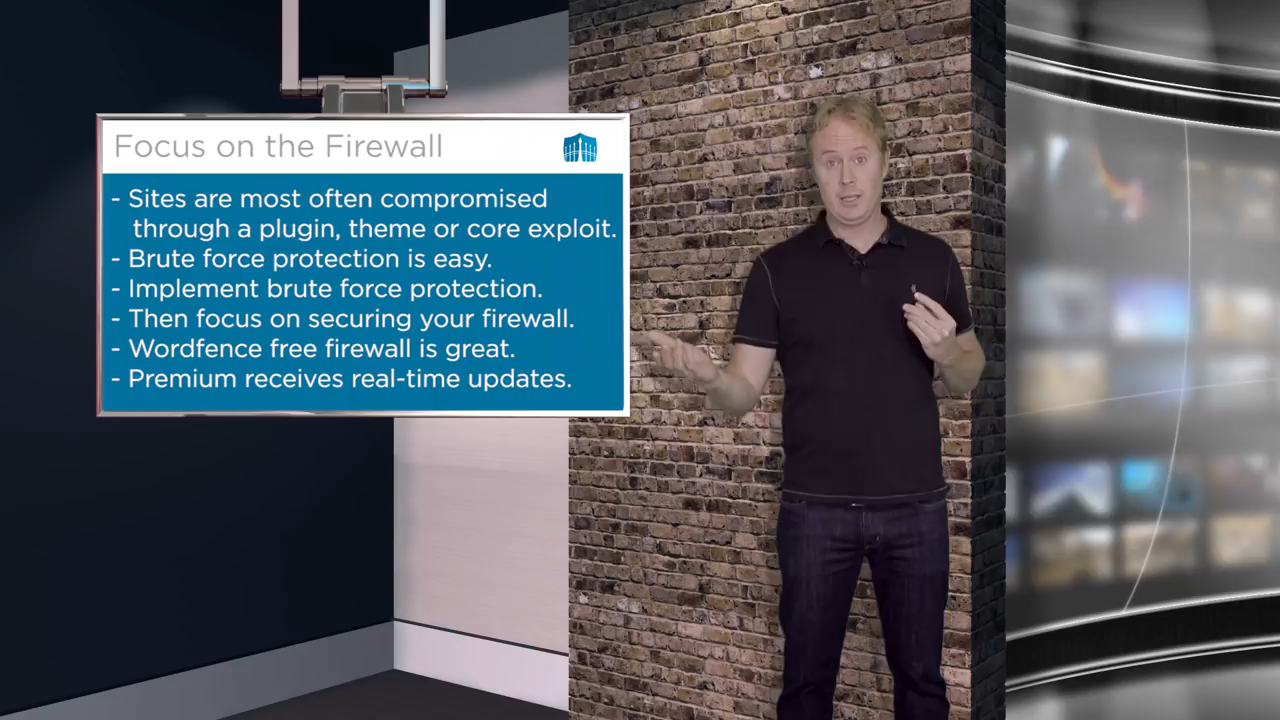 Focus on the Firewall
- Sites are most often compromised
through a plugin, theme or core exploit.
- Brute force protection is easy.
- Implement brute force protection.
- Then focus on securing your firewall.
- Wordfence free firewall is great.
- Premium receives real-time updates.